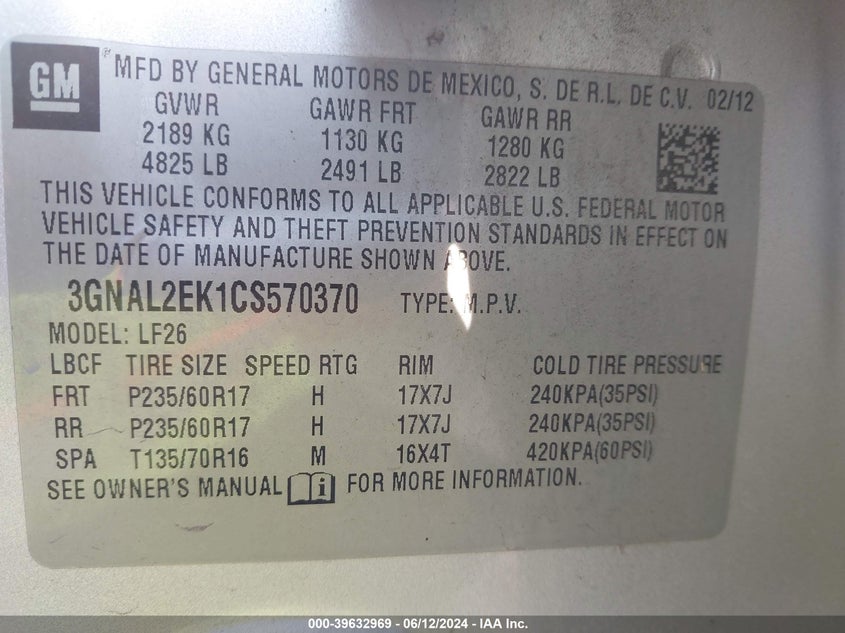 GM
® MFD BY GENERAL MOTORS DE MEXICO, S. DE R.L. DE C.V. 02/12
GVWR GAWR FRT GAWR RR
2189 KG 1130 KG 1280 KG
4825 LB 2491 LB 2822 LB
THIS VEHICLE CONFORMS TO ALL APPLICABLE U.S. FEDERAL MOTOR
VEHICLE SAFETY AND THEFT PREVENTION STANDARDS IN EFFECT ON
THE DATE OF MANUFACTURE SHOWN ABOVE.
3GNAL2EK1CS570370 TYPE: M.P.V.
MODEL: LF26
LBCF TIRE SIZE SPEED RTG RIM COLD TIRE PRESSURE
FRT P235/60R17 H 17X7J 240KPA(35PSI)
RR P235/60R17 H 17X7J 240KPA(35PSI)
SPA T135/70R16 M 16X4T 420KPA(60PSI)
SEE OWNER'S MANUAL i FOR MORE INFORMATION.
000-39632969 - 06/12/2024 - IAA Inc.